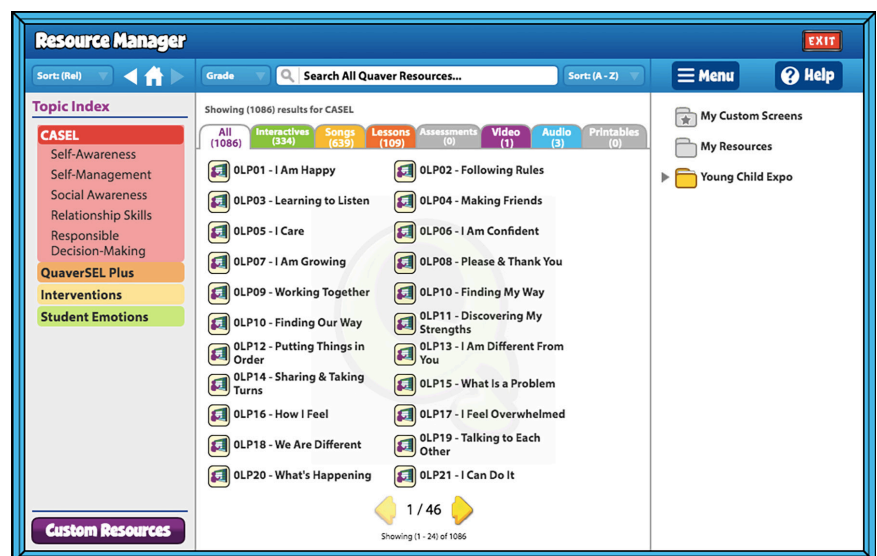 Resource Manager
EXIT
Sort: (Rel)
Grade
Search All Quaver Resources...
Sort: (A - Z)
Menu
? Help
Topic Index
CASEL
Self-Awareness
Self-Management
Social Awareness
Relationship Skills
Responsible
Decision-Making
QuaverSEL Plus
Interventions
Student Emotions
Custom Resources
Showing (1086) results for CASEL
All
(1086)
Interactives
(334)
Songs
(639)
Lessons
(109)
Assessments
(0)
Video
(1)
Audio
(3)
Printables
(0)
0LP01 - I Am Happy
0LP02 - Following Rules
0LP03 - Learning to Listen
0LP04 - Making Friends
0LP05 - I Care
0LP06 - I Am Confident
0LP07 - I Am Growing
0LP08 - Please & Thank You
0LP09 - Working Together
0LP10 - Finding My Way
0LP10 - Finding Our Way
0LP11 - Discovering My
Strengths
0LP12 - Putting Things in
Order
0LP13 - I Am Different From
You
0LP14 - Sharing & Taking
Turns
0LP15 - What Is a Problem
0LP16 - How I Feel
0LP17 - I Feel Overwhelmed
0LP18 - We Are Different
0LP19 - Talking to Each
Other
0LP20 - What's Happening
0LP21 - I Can Do It
1 / 46
Showing (1 - 24) of 1086
My Custom Screens
My Resources
Young Child Expo